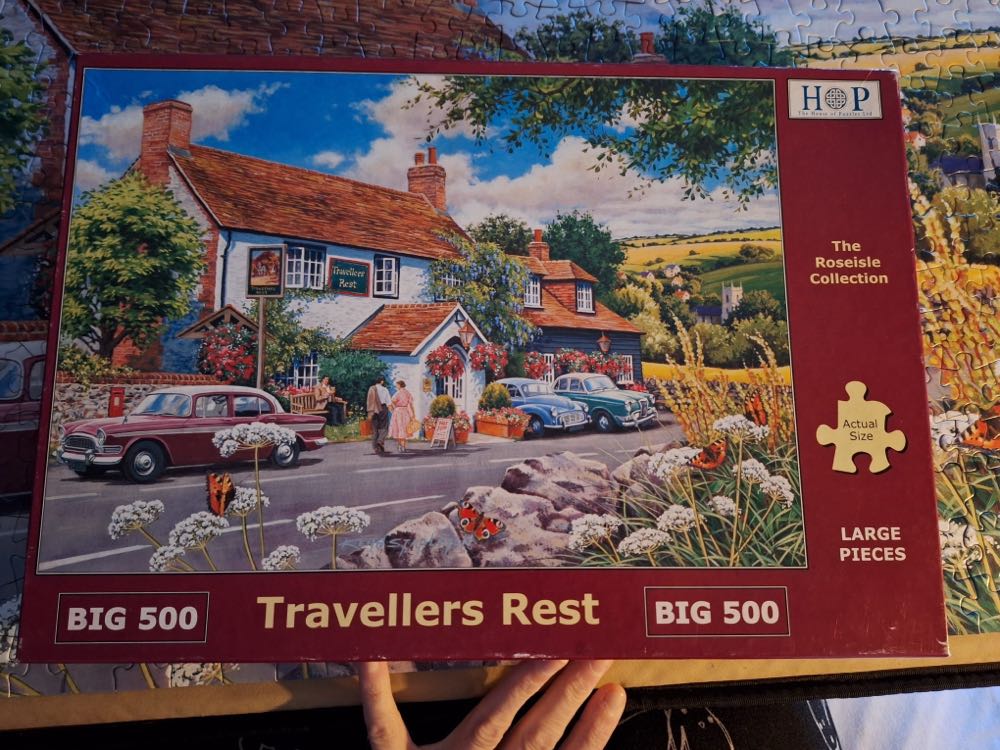 HOP
The House of Puzzles Ltd
The
Roseisle
Collection
Travellers
Rest
Actual
Size
LARGE
PIECES
BIG 500
Travellers Rest
BIG 500